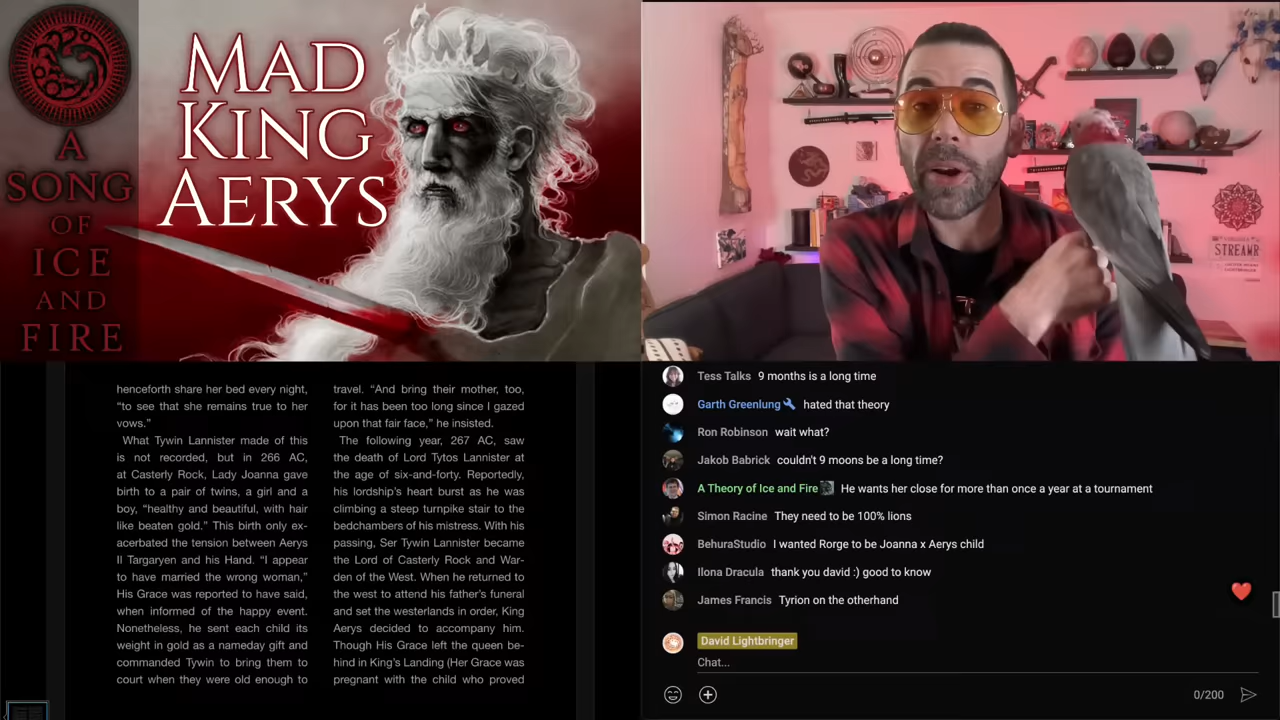 A
SONG
OF
ICE
AND
FIRE
MAD
KING
AERYS
STREAWR
henceforth share her bed every night,
“to see that she remains true to her
vows.”
What Tywin Lannister made of this
is not recorded, but in 266 AC,
at Casterly Rock, Lady Joanna gave
birth to a pair of twins, a girl and a
boy, “healthy and beautiful, with hair
like beaten gold.” This birth only ex-
acerbated the tension between Aerys
II Targaryen and his Hand. “I appear
to have married the wrong woman,”
His Grace was reported to have said,
when informed of the happy event.
Nonetheless, he sent each child its
weight in gold as a nameday gift and
commanded Tywin to bring them to
court when they were old enough to
travel. “And bring their mother, too,
for it has been too long since I gazed
upon that fair face,” he insisted.
The following year, 267 AC, saw
the death of Lord Tytos Lannister at
the age of six-and-forty. Reportedly,
his lordship’s heart burst as he was
climbing a steep turnpike stair to the
bedchambers of his mistress. With his
passing, Ser Tywin Lannister became
the Lord of Casterly Rock and War-
den of the West. When he returned to
the west to attend his father’s funeral
and set the westerlands in order, King
Aerys decided to accompany him.
Though His Grace left the queen be-
hind in King’s Landing (Her Grace was
pregnant with the child who proved
Tess Talks 9 months is a long time
Garth Greenlung hated that theory
Ron Robinson wait what?
Jakob Babrick couldn't 9 moons be a long time?
A Theory of Ice and Fire He wants her close for more than once a year at a tournament
Simon Racine They need to be 100% lions
BehuraStudio I wanted Rorge to be Joanna x Aerys child
Ilona Dracula thank you david :) good to know
James Francis Tyrion on the otherhand
David Lightbringer
Chat...
0/200